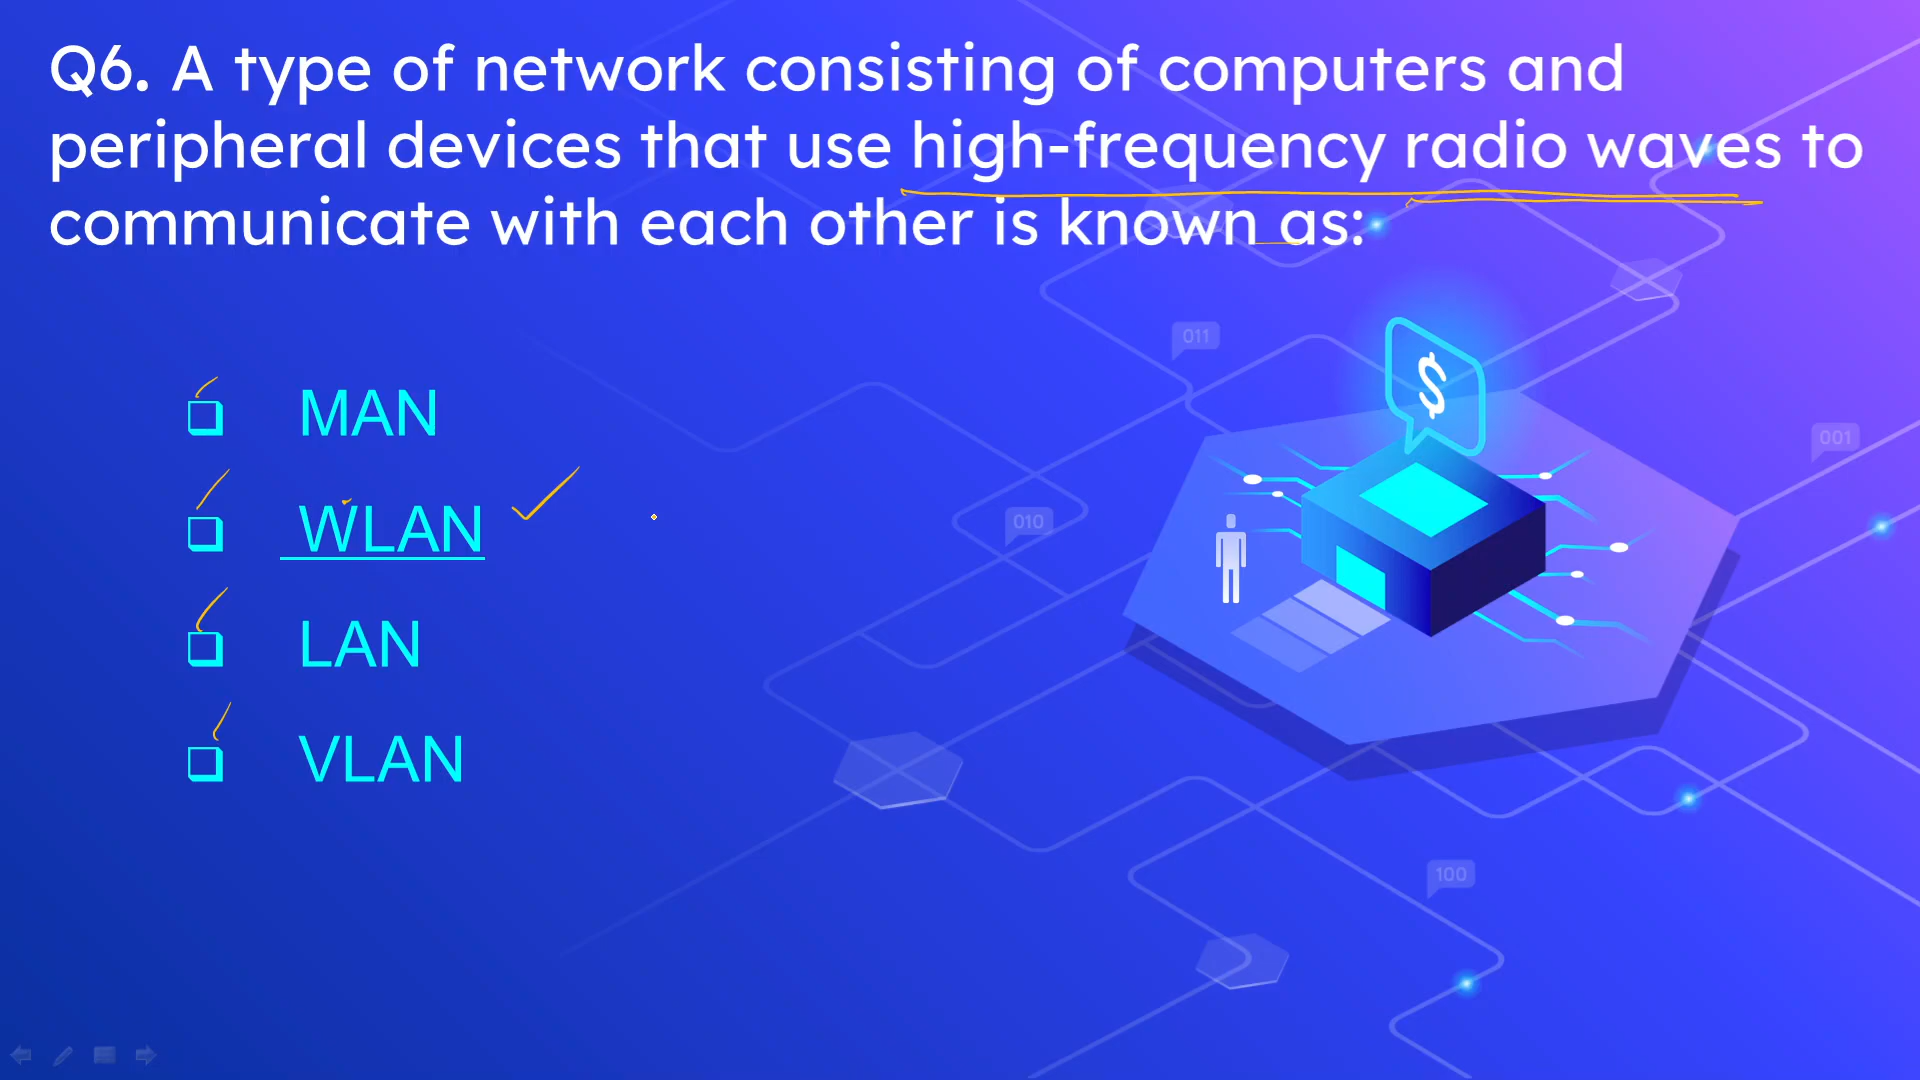 Q6. A type of network consisting of computers and
peripheral devices that use high-frequency radio waves to
communicate with each other is known as:
MAN
WLAN
LAN
VLAN
011
010
001
100
$